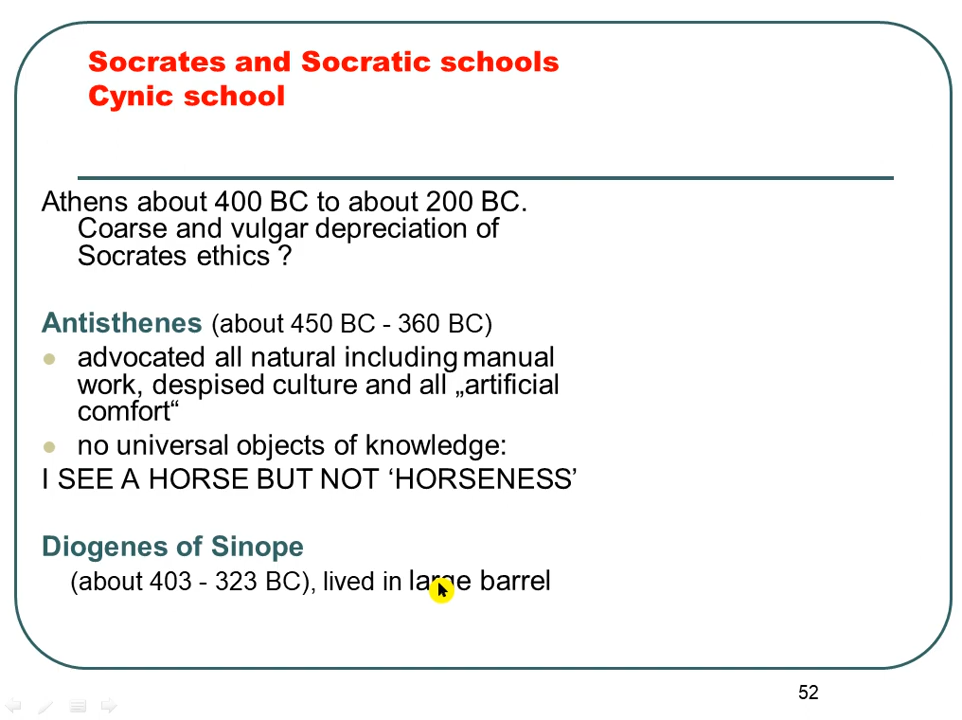 Socrates and Socratic schools
Cynic school
Athens about 400 BC to about 200 BC.
Coarse and vulgar depreciation of
Socrates ethics ?
Antisthenes (about 450 BC - 360 BC)
advocated all natural including manual
work, despised culture and all „artificial
comfort“
no universal objects of knowledge:
I SEE A HORSE BUT NOT ‘HORSENESS’
Diogenes of Sinope
(about 403 - 323 BC), lived in large barrel
52